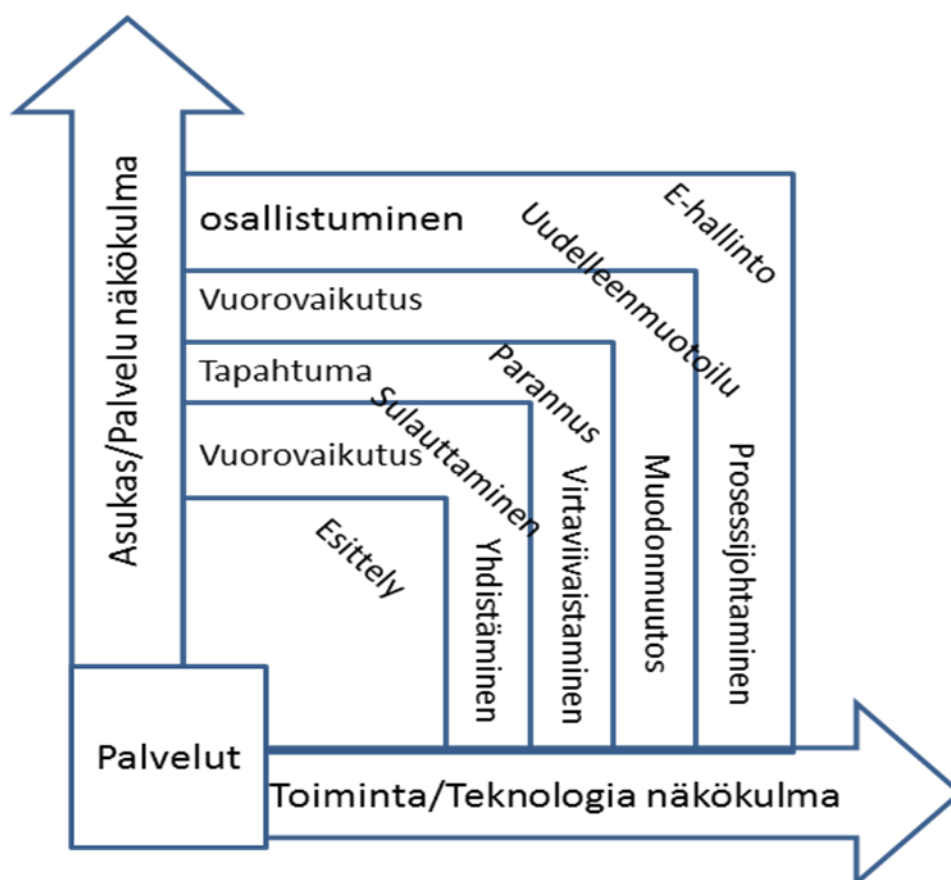 Asukas/Palvelu näkökulma
osallistuminen
Vuorovaikutus
Tapahtuma
Vuorovaikutus
E-hallinto
Uudelleenmuotoilu
Parannus
Sulauttaminen
Esittely
Yhdistäminen
Virtaviivaistaminen
Muodonmuutos
Prosessijohtaminen
Palvelut
Toiminta/Teknologia näkökulma